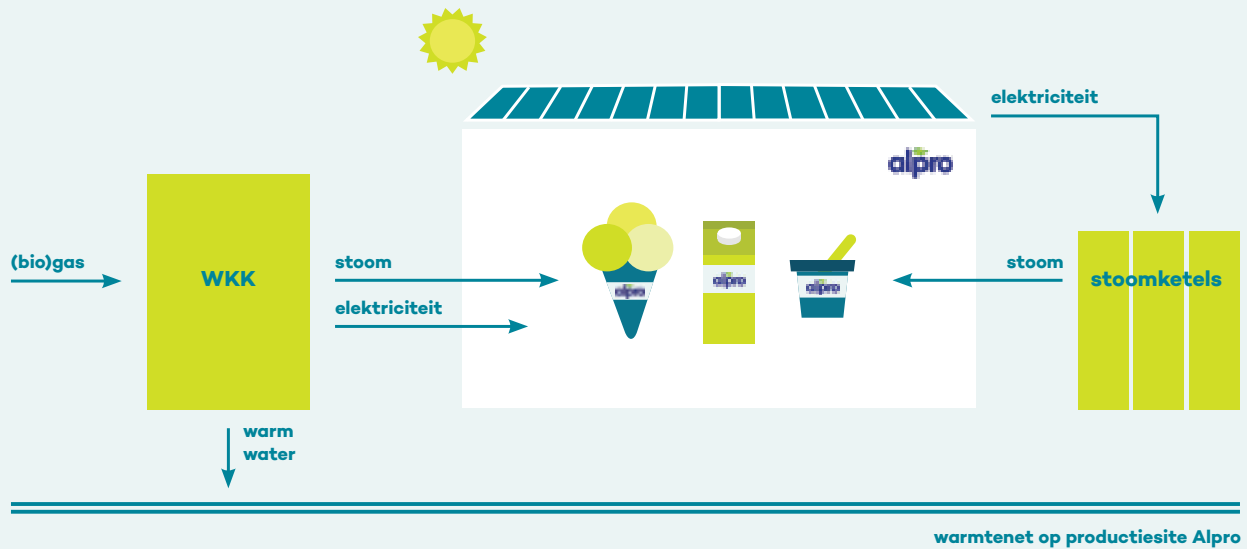 elektriciteit
alpro
(bio)gas
WKK
stoom
elektriciteit
alpro
alpro
alpro
stoom
stoomketels
warm
water
warmtenet op productiesite Alpro